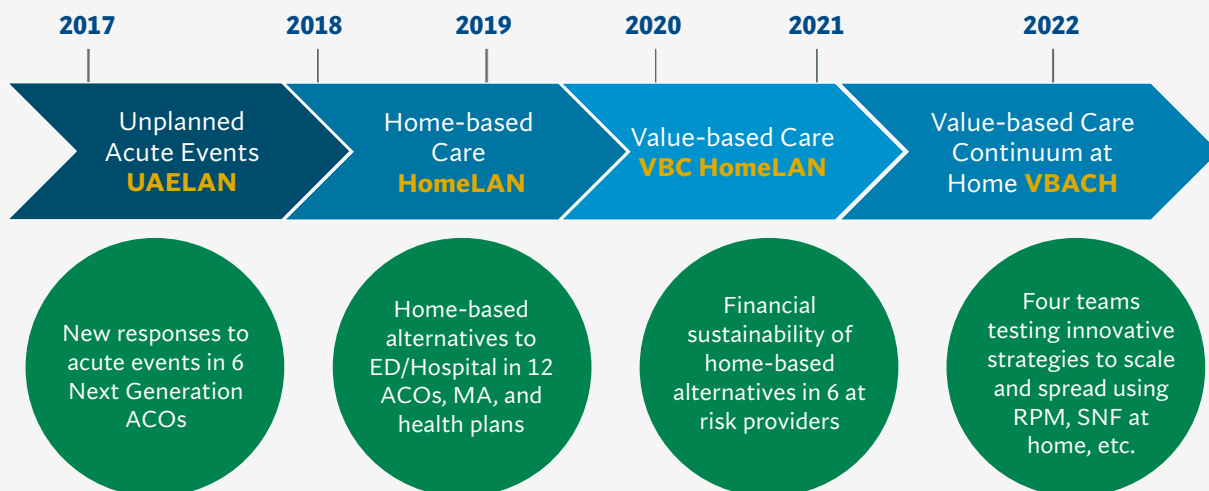 2017
2018
2019
2020
2021
2022
Unplanned
Acute Events
UAELAN
Home-based
Care
HomeLAN
Value-based Care
VBC HomeLAN
Value-based Care
Continuum at
Home VBACH
New responses to
acute events in 6
Next Generation
ACOs
Home-based
alternatives to
ED/Hospital in 12
ACOs, MA, and
health plans
Financial
sustainability of
home-based
alternatives in 6 at
risk providers
Four teams
testing innovative
strategies to scale
and spread using
RPM, SNF at
home, etc.